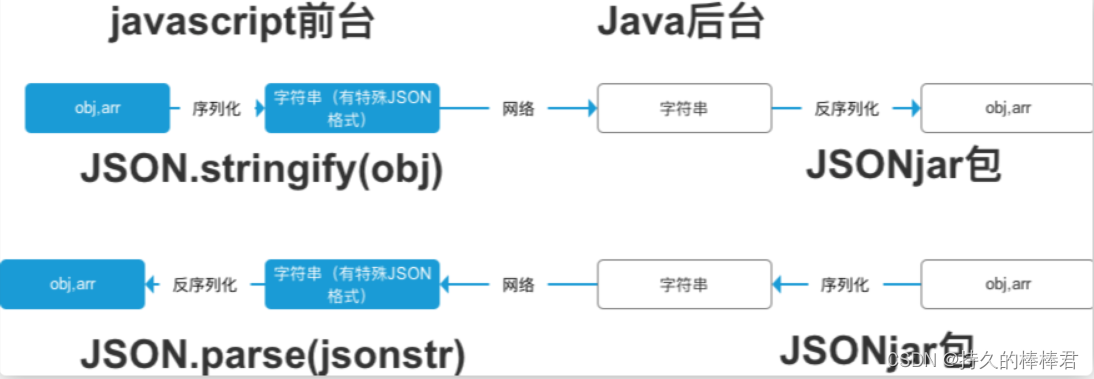 javascript前台
Java后台
obj,arr
序列化
字符串（有特殊JSON
格式）
网络
字符串
反序列化
obj,arr
JSON.stringify(obj)
JSONjar包
obj,arr
反序列化
字符串（有特殊JSON
格式）
网络
字符串
序列化
obj,arr
JSON.parse(jsonstr)
JSONjar包
CSDN @持久的棒棒君